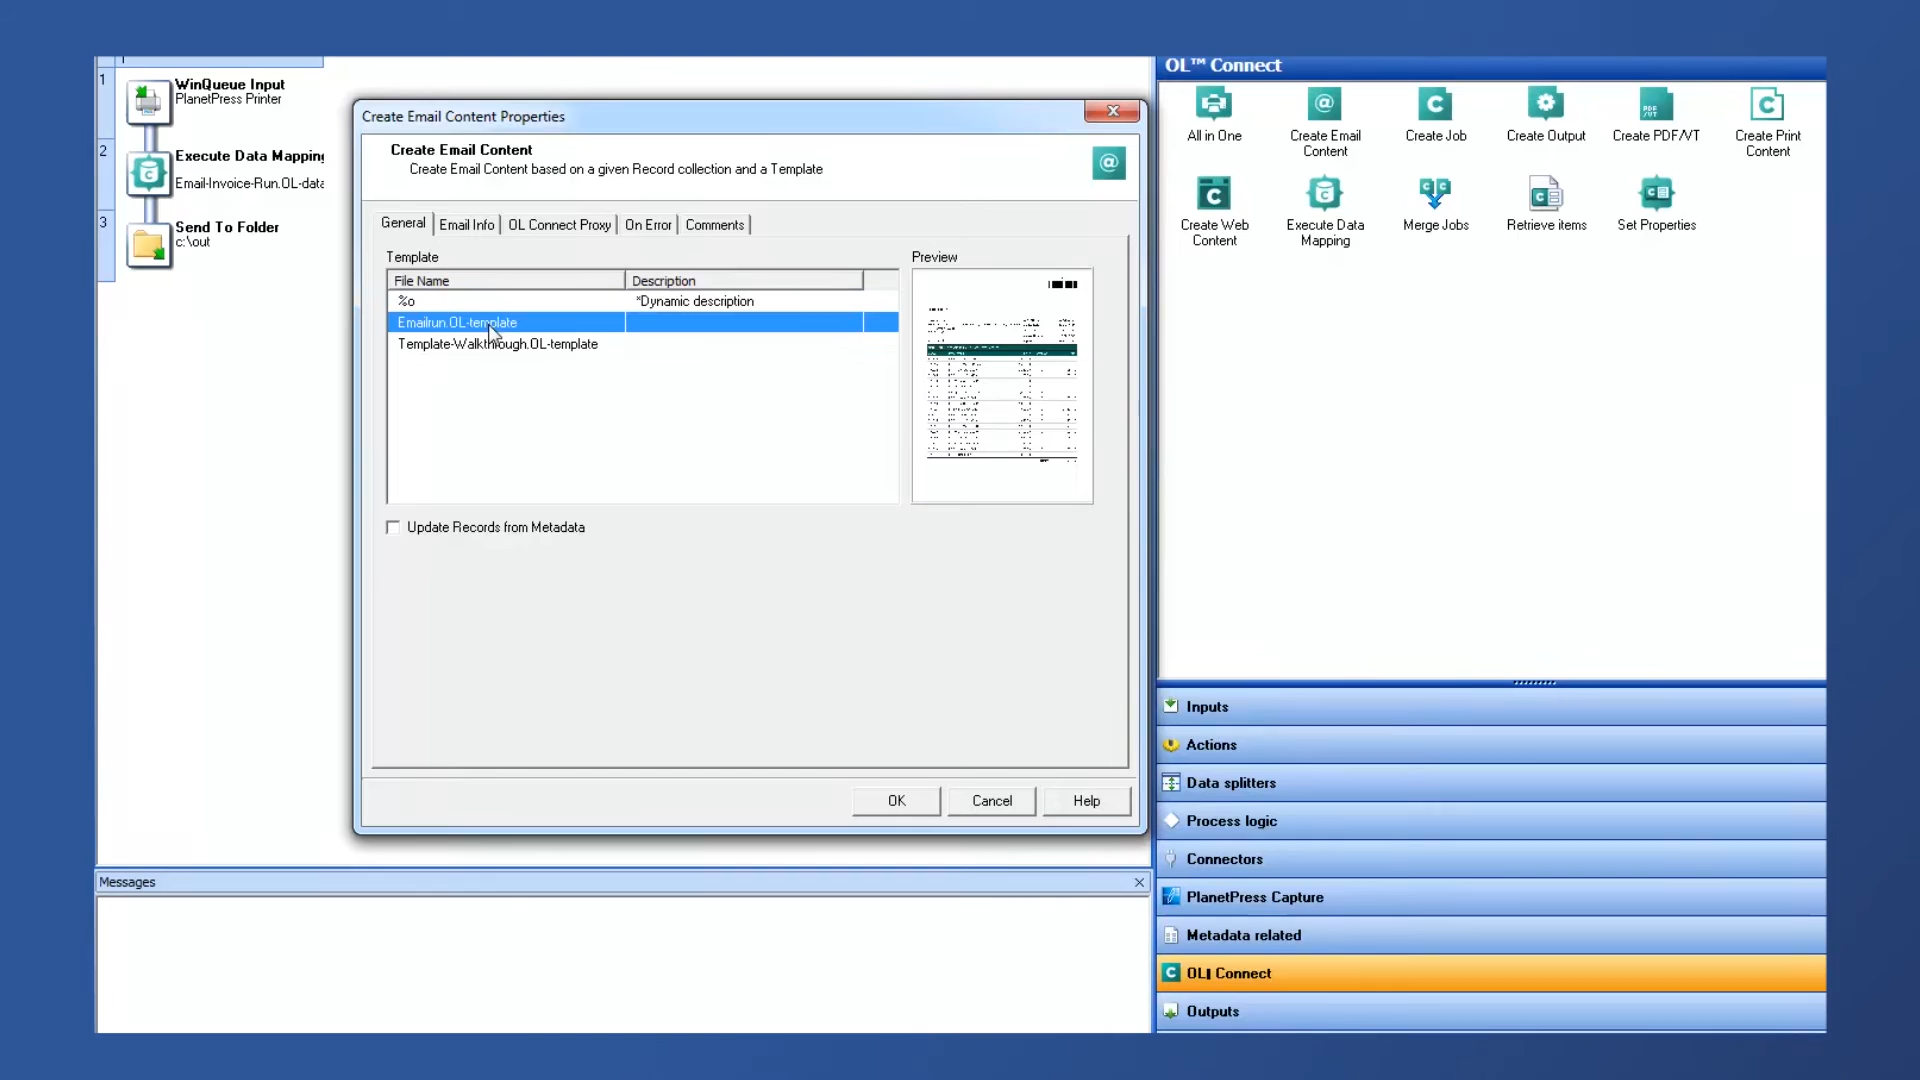 OL™ Connect
1
WinQueue Input
PlanetPress Printer
2
Execute Data Mapping
Email-Invoice-Run.OL-data
3
Send To Folder
c:\out
Create Email Content Properties
Create Email Content
Create Email Content based on a given Record collection and a Template
General
Email Info
OL Connect Proxy
On Error
Comments
Template
Preview
File Name
Description
%o
*Dynamic description
Emailrun.OL-template
Template-Walkthrough.OL-template
Update Records from Metadata
OK
Cancel
Help
All in One
Create Email
Content
Create Job
Create Output
Create PDF/VT
Create Print
Content
Create Web
Content
Execute Data
Mapping
Merge Jobs
Retrieve items
Set Properties
Inputs
Actions
Data splitters
Process logic
Connectors
PlanetPress Capture
Metadata related
OL Connect
Outputs
Messages